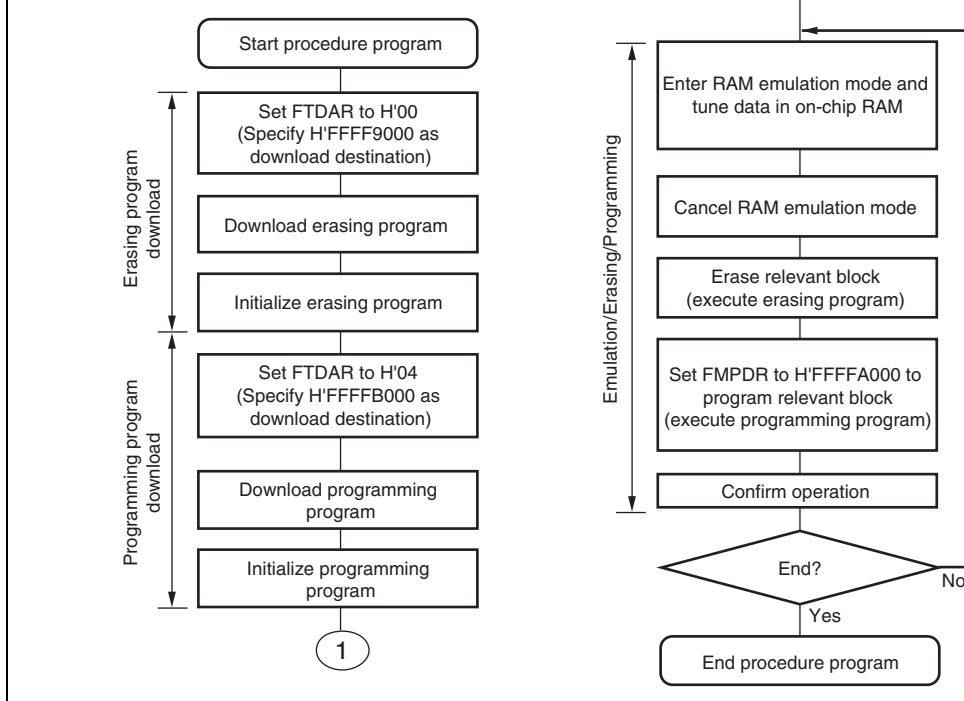 Start procedure program
Erasing program
download
Set FTDAR to H'00
(Specify H'FFFF9000 as
download destination)
Download erasing program
Initialize erasing program
Programming program
download
Set FTDAR to H'04
(Specify H'FFFFB000 as
download destination)
Download programming
program
Initialize programming
program
1
Emulation/Erasing/Programming
Enter RAM emulation mode and
tune data in on-chip RAM
Cancel RAM emulation mode
Erase relevant block
(execute erasing program)
Set FMPDR to H'FFFFA000 to
program relevant block
(execute programming program)
Confirm operation
End?
No
Yes
End procedure program